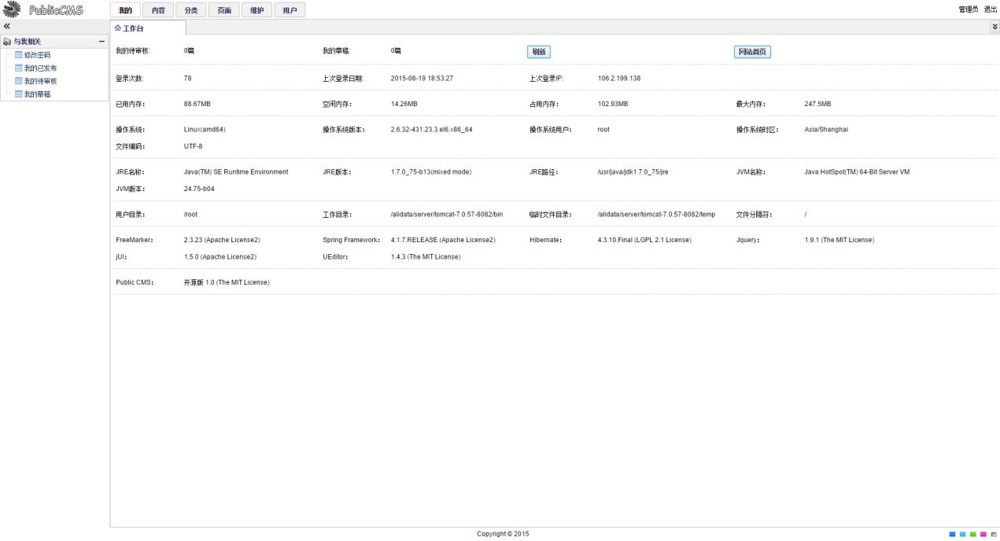 PublicCMS 我的 内容 分类 页面 维护 用户 管理员 退出
工作台
与我相关
修改密码
我的已发布
我的待审核
我的草稿
我的待审核: 0篇 我的草稿: 0篇 刷新 网站首页
登录次数: 78 上次登录日期: 2015-08-19 18:53:27 上次登录IP: 106.2.199.138
已用内存: 88.67MB 空闲内存: 14.26MB 占用内存: 102.93MB 最大内存: 247.5MB
操作系统: Linux(amd64) 操作系统版本: 2.6.32-431.23.3.el6.x86_64 操作系统用户: root 操作系统时区: Asia/Shanghai
文件编码: UTF-8
JRE名称: Java(TM) SE Runtime Environment JRE版本: 1.7.0_75-b13(mixed mode) JRE路径: /usr/java/jdk1.7.0_75/jre JVM名称: Java HotSpot(TM) 64-Bit Server VM
JVM版本: 24.75-b04
用户目录: /root 工作目录: /alidata/server/tomcat-7.0.57-8082/bin 临时文件目录: /alidata/server/tomcat-7.0.57-8082/temp 文件分隔符: /
FreeMarker: 2.3.23 (Apache License2) Spring Framework: 4.1.7.RELEASE (Apache License2) Hibernate: 4.3.10.Final (LGPL 2.1 License) Jquery: 1.9.1 (The MIT License)
jUI: 1.5.0 (Apache License2) UEditor: 1.4.3 (The MIT License)
Public CMS: 开源版 1.0 (The MIT License)
Copyright © 2015